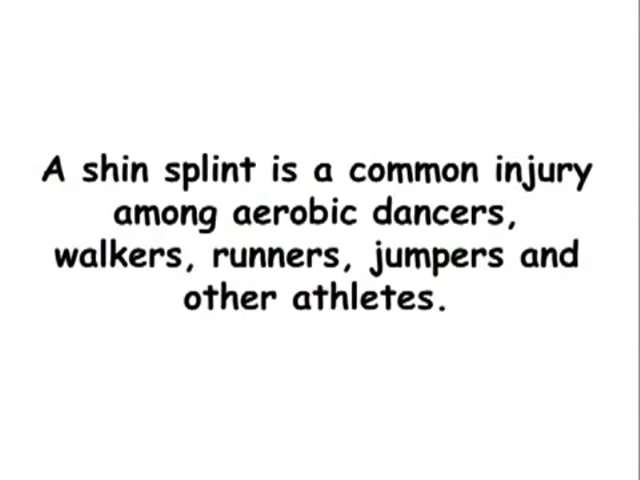 A shin splint is a common injury
among aerobic dancers,
walkers, runners, jumpers and
other athletes.